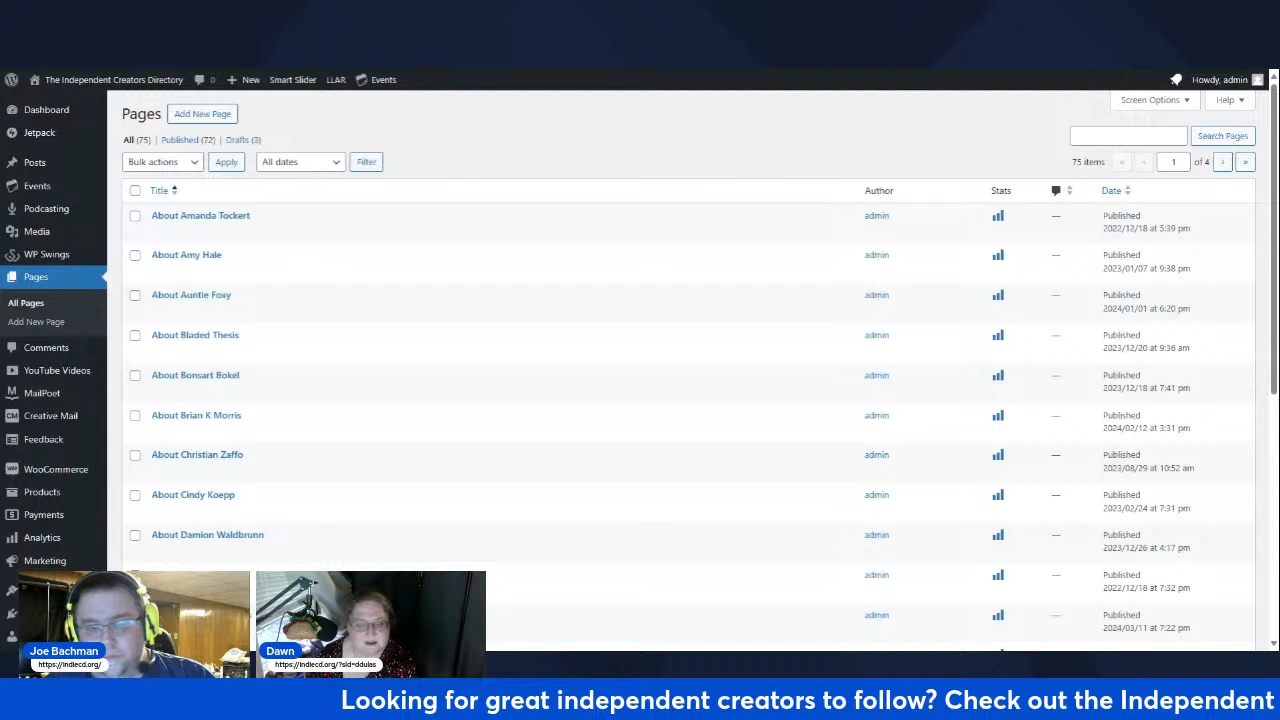 The Independent Creators Directory 0 New Smart Slider LLAR Events Howdy, admin
Dashboard
Jetpack
Posts
Events
Podcasting
Media
WP Swings
Pages
All Pages
Add New Page
Comments
YouTube Videos
MailPoet
Creative Mail
Feedback
WooCommerce
Products
Payments
Analytics
Marketing
Screen Options Help
Pages Add New Page
All (75) | Published (72) | Drafts (3)
Search Pages
Bulk actions Apply All dates Filter
75 items « ‹ 1 of 4 › »
Title Author Stats Date
About Amanda Tockert admin — Published
2022/12/18 at 5:39 pm
About Amy Hale admin — Published
2023/01/07 at 9:38 pm
About Auntie Foxy admin — Published
2024/01/01 at 6:20 pm
About Bladed Thesis admin — Published
2023/12/20 at 9:36 am
About Bonsart Bokel admin — Published
2023/12/18 at 7:41 pm
About Brian K Morris admin — Published
2024/02/12 at 3:31 pm
About Christian Zaffo admin — Published
2023/08/29 at 10:52 am
About Cindy Koepp admin — Published
2023/02/24 at 7:31 pm
About Damion Waldbrunn admin — Published
2023/12/26 at 4:17 pm
admin — Published
2022/12/18 at 7:32 pm
admin — Published
2024/03/11 at 7:22 pm
Joe Bachman
https://indiecd.org/
Dawn
https://indiecd.org/?sld=ddulas
Looking for great independent creators to follow? Check out the Independent